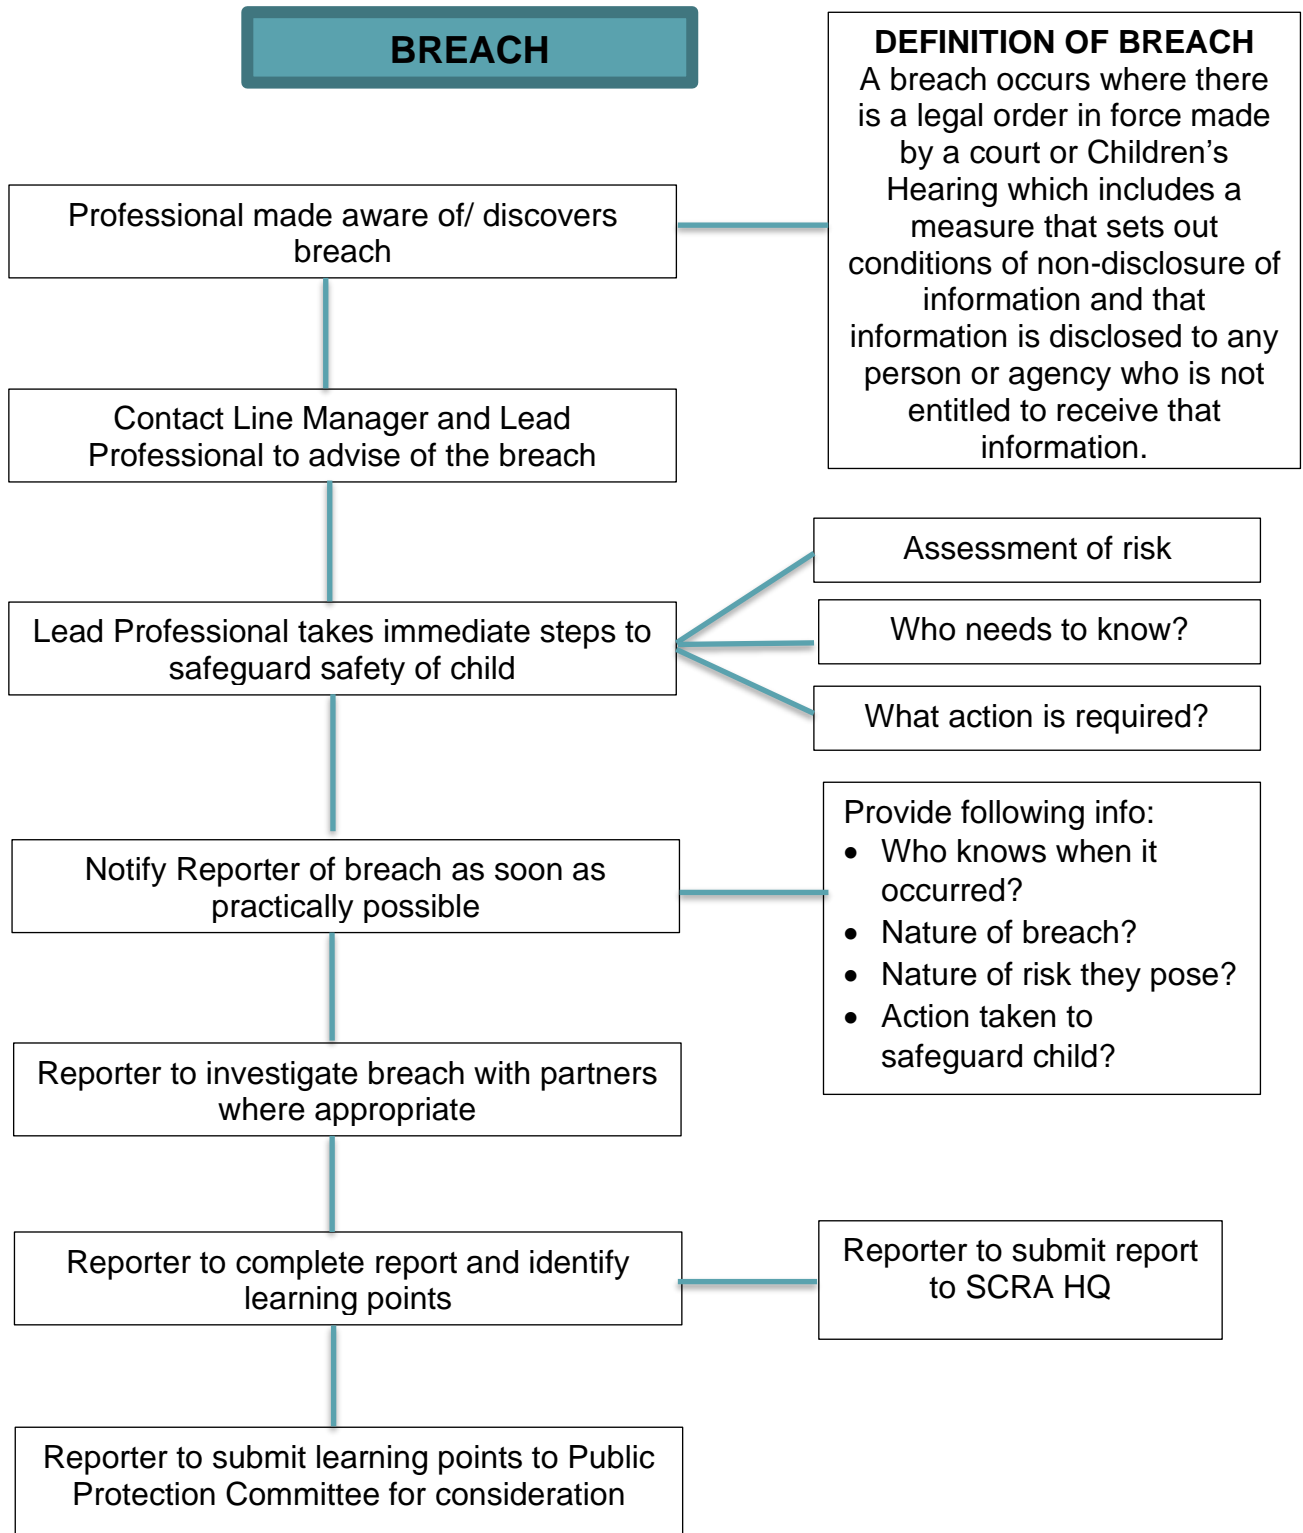 BREACH
DEFINITION OF BREACH
A breach occurs where there
is a legal order in force made
by a court or Children’s
Hearing which includes a
measure that sets out
conditions of non-disclosure of
information and that
information is disclosed to any
person or agency who is not
entitled to receive that
information.
Professional made aware of/ discovers
breach
Contact Line Manager and Lead
Professional to advise of the breach
Lead Professional takes immediate steps to
safeguard safety of child
Assessment of risk
Who needs to know?
What action is required?
Notify Reporter of breach as soon as
practically possible
Provide following info:
• Who knows when it
occurred?
• Nature of breach?
• Nature of risk they pose?
• Action taken to
safeguard child?
Reporter to investigate breach with partners
where appropriate
Reporter to complete report and identify
learning points
Reporter to submit report
to SCRA HQ
Reporter to submit learning points to Public
Protection Committee for consideration